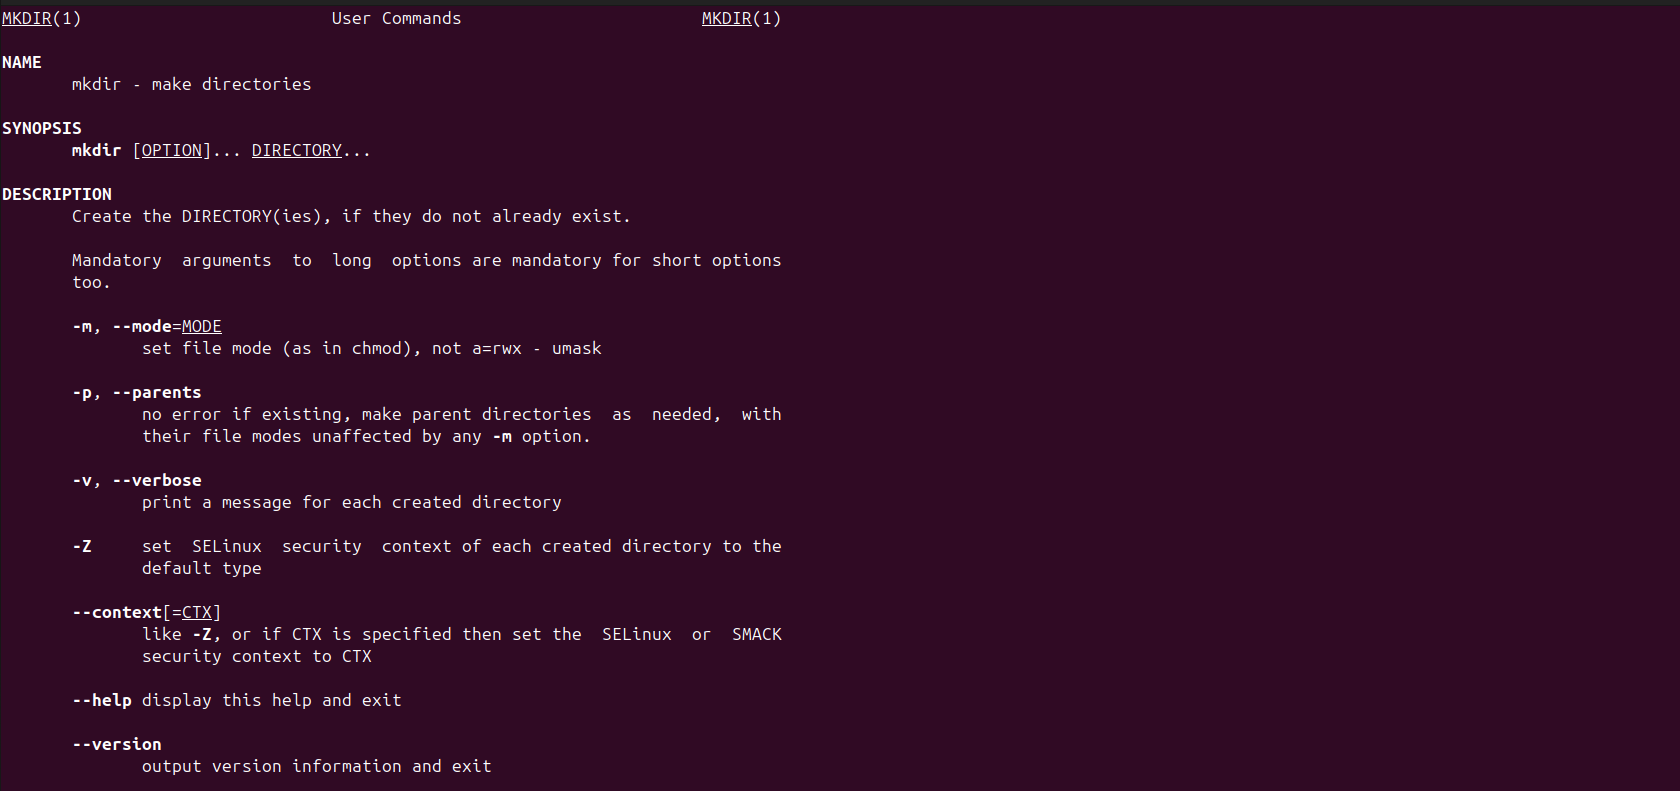 MKDIR(1) User Commands MKDIR(1)
NAME
mkdir - make directories
SYNOPSIS
mkdir [OPTION]... DIRECTORY...
DESCRIPTION
Create the DIRECTORY(ies), if they do not already exist.
Mandatory arguments to long options are mandatory for short options
too.
-m, --mode=MODE
set file mode (as in chmod), not a=rwx - umask
-p, --parents
no error if existing, make parent directories as needed, with
their file modes unaffected by any -m option.
-v, --verbose
print a message for each created directory
-Z set SELinux security context of each created directory to the
default type
--context[=CTX]
like -Z, or if CTX is specified then set the SELinux or SMACK
security context to CTX
--help display this help and exit
--version
output version information and exit